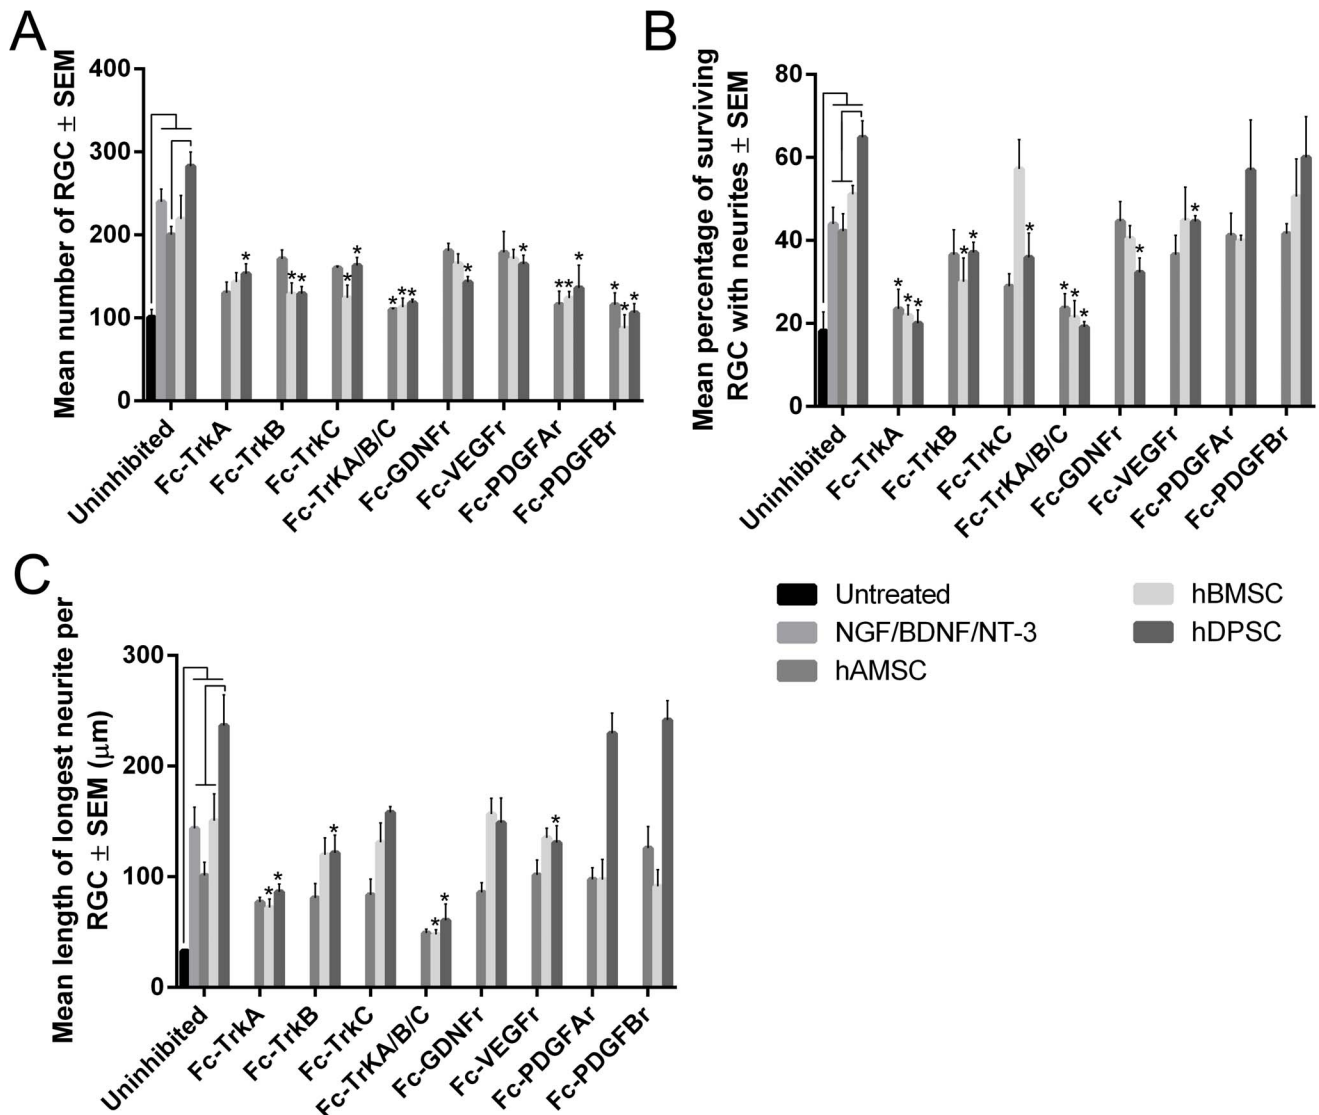 A
Mean number of RGC ± SEM
400
300
200
100
0
* * * * * * * * * * * * * * * * * *
Uninhibited
Fc-TrkA
Fc-TrkB
Fc-TrkC
Fc-TrKA/B/C
Fc-GDNFr
Fc-VEGFr
Fc-PDGFAr
Fc-PDGFBr
B
Mean percentage of surviving
RGC with neurites ± SEM
80
60
40
20
0
* * * * * * * * * * *
Uninhibited
Fc-TrkA
Fc-TrkB
Fc-TrkC
Fc-TrKA/B/C
Fc-GDNFr
Fc-VEGFr
Fc-PDGFAr
Fc-PDGFBr
C
Mean length of longest neurite per
RGC ± SEM (μm)
300
200
100
0
* * * * * *
Uninhibited
Fc-TrkA
Fc-TrkB
Fc-TrkC
Fc-TrKA/B/C
Fc-GDNFr
Fc-VEGFr
Fc-PDGFAr
Fc-PDGFBr
Untreated
NGF/BDNF/NT-3
hAMSC
hBMSC
hDPSC